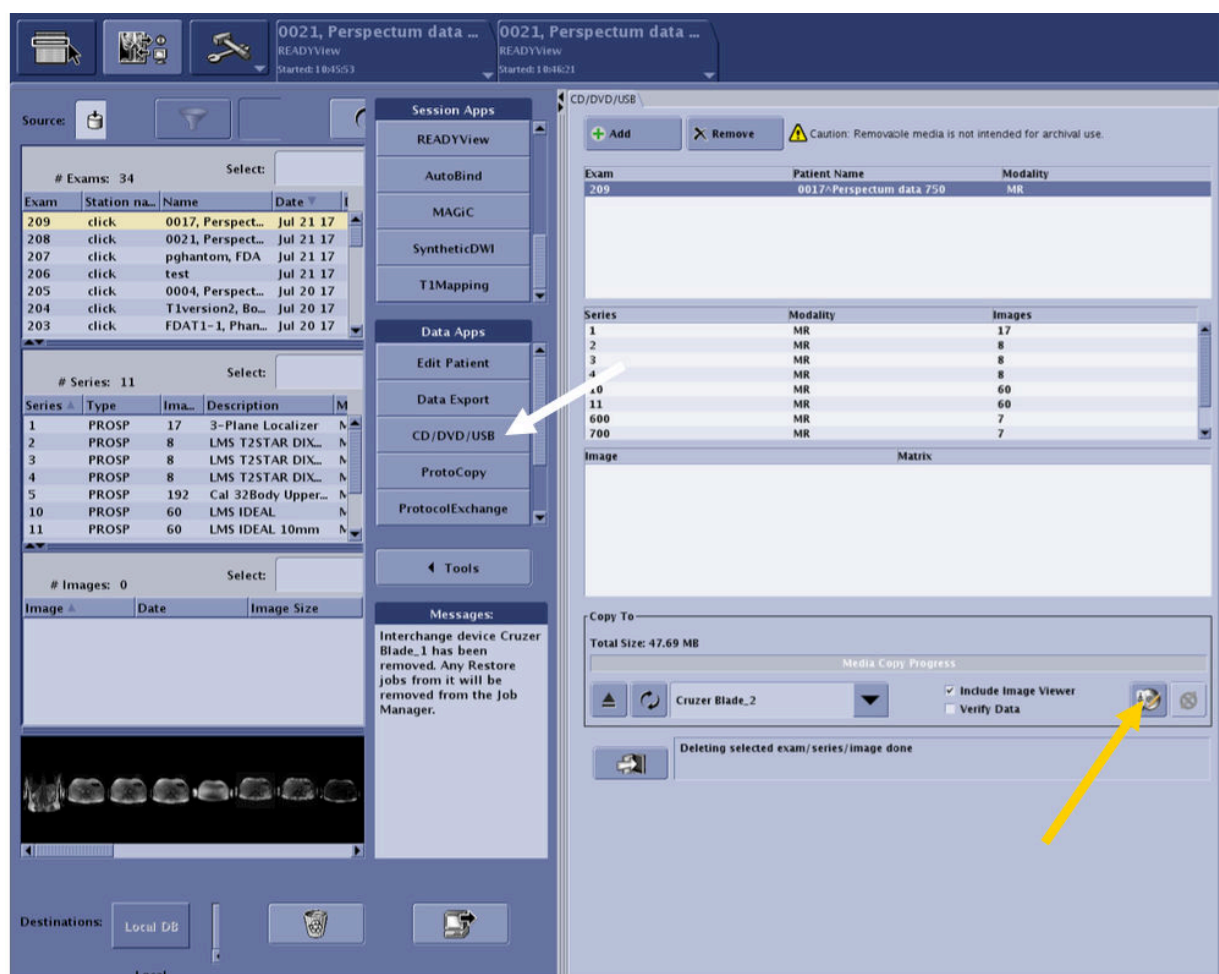 0021, Perspectum data ...
READYView
Started: 10:45:53
0021, Perspectum data ...
READYView
Started: 10:46:21
Source:
# Exams: 34
Select:
Exam Station na... Name Date
209 click 0017, Perspect... Jul 21 17
208 click 0021, Perspect... Jul 21 17
207 click pghantom, FDA Jul 21 17
206 click test Jul 21 17
205 click 0004, Perspect... Jul 20 17
204 click T1version2, Bo... Jul 20 17
203 click FDAT1-1, Phan... Jul 20 17
# Series: 11
Select:
Series Type Ima... Description M
1 PROSP 17 3-Plane Localizer
2 PROSP 8 LMS T2STAR DIX...
3 PROSP 8 LMS T2STAR DIX...
4 PROSP 8 LMS T2STAR DIX...
5 PROSP 192 Cal 32Body Upper...
10 PROSP 60 LMS IDEAL
11 PROSP 60 LMS IDEAL 10mm
# Images: 0
Select:
Image Date Image Size
Destinations:
Local DB
Session Apps
READYView
AutoBind
MAGiC
SyntheticDWI
T1Mapping
Data Apps
Edit Patient
Data Export
CD/DVD/USB
ProtoCopy
ProtocolExchange
Tools
Messages:
Interchange device Cruzer
Blade_1 has been
removed. Any Restore
jobs from it will be
removed from the Job
Manager.
CD/DVD/USB
Add
Remove
Caution: Removable media is not intended for archival use.
Exam Patient Name Modality
209 0017^Perspectum data 750 MR
Series Modality Images
1 MR 17
2 MR 8
3 MR 8
4 MR 8
10 MR 60
11 MR 60
600 MR 7
700 MR 7
Image Matrix
Copy To
Total Size: 47.69 MB
Media Copy Progress
Cruzer Blade_2
Include Image Viewer
Verify Data
Deleting selected exam/series/image done